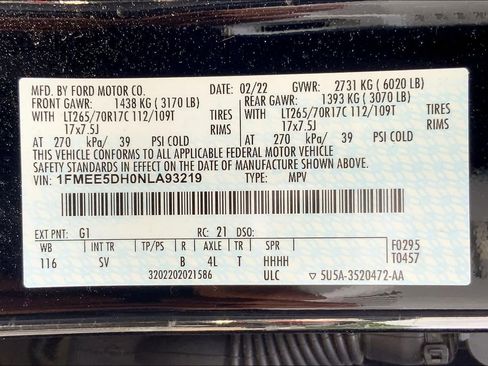 MFD. BY FORD MOTOR CO. 02/22 GVWR: 2731 KG (6020 LB)
FRONT GAWR: 1438 KG (3170 LB) REAR GAWR: 1393 KG (3070 LB)
WITH LT265/70R17C 112/109T TIRES WITH LT265/70R17C 112/109T TIRES
17x7.5J RIMS 17x7.5J RIMS
AT 270 kPa/ 39 PSI COLD AT 270 kPa/ 39 PSI COLD
THIS VEHICLE CONFORMS TO ALL APPLICABLE FEDERAL MOTOR VEHICLE
SAFETY STANDARDS IN EFFECT ON THE DATE OF MANUFACTURE SHOWN ABOVE.
VIN: 1FMEE5DH0NLA93219 TYPE: MPV
EXT PNT: G1 RC: 21 DSO:
WB INT TR TP/PS R AXLE TR SPR F0295
116 SV B 4L T HHHH T0457
3202202021586 ULC 5U5A-3520472-AA